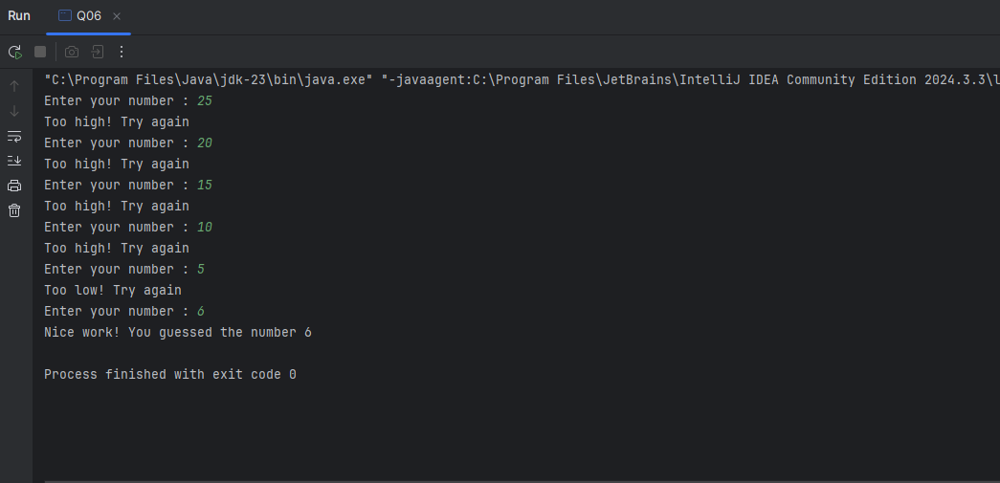 Run
Q06
"C:\Program Files\Java\jdk-23\bin\java.exe" "-javaagent:C:\Program Files\JetBrains\IntelliJ IDEA Community Edition 2024.3.3\l
Enter your number : 25
Too high! Try again
Enter your number : 20
Too high! Try again
Enter your number : 15
Too high! Try again
Enter your number : 10
Too high! Try again
Enter your number : 5
Too low! Try again
Enter your number : 6
Nice work! You guessed the number 6
Process finished with exit code 0